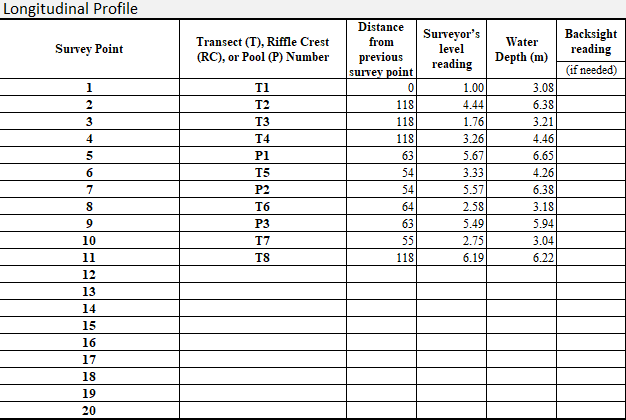 Longitudinal Profile
Survey Point | Transect (T), Riffle Crest (RC), or Pool (P) Number | Distance from previous survey point | Surveyor's level reading | Water Depth (m) | Backsight reading (if needed)
1 | T1 | 0 | 1.00 | 3.08
2 | T2 | 118 | 4.44 | 6.38
3 | T3 | 118 | 1.76 | 3.21
4 | T4 | 118 | 3.26 | 4.46
5 | P1 | 63 | 5.67 | 6.65
6 | T5 | 54 | 3.33 | 4.26
7 | P2 | 54 | 5.57 | 6.38
8 | T6 | 64 | 2.58 | 3.18
9 | P3 | 63 | 5.49 | 5.94
10 | T7 | 55 | 2.75 | 3.04
11 | T8 | 118 | 6.19 | 6.22
12
13
14
15
16
17
18
19
20